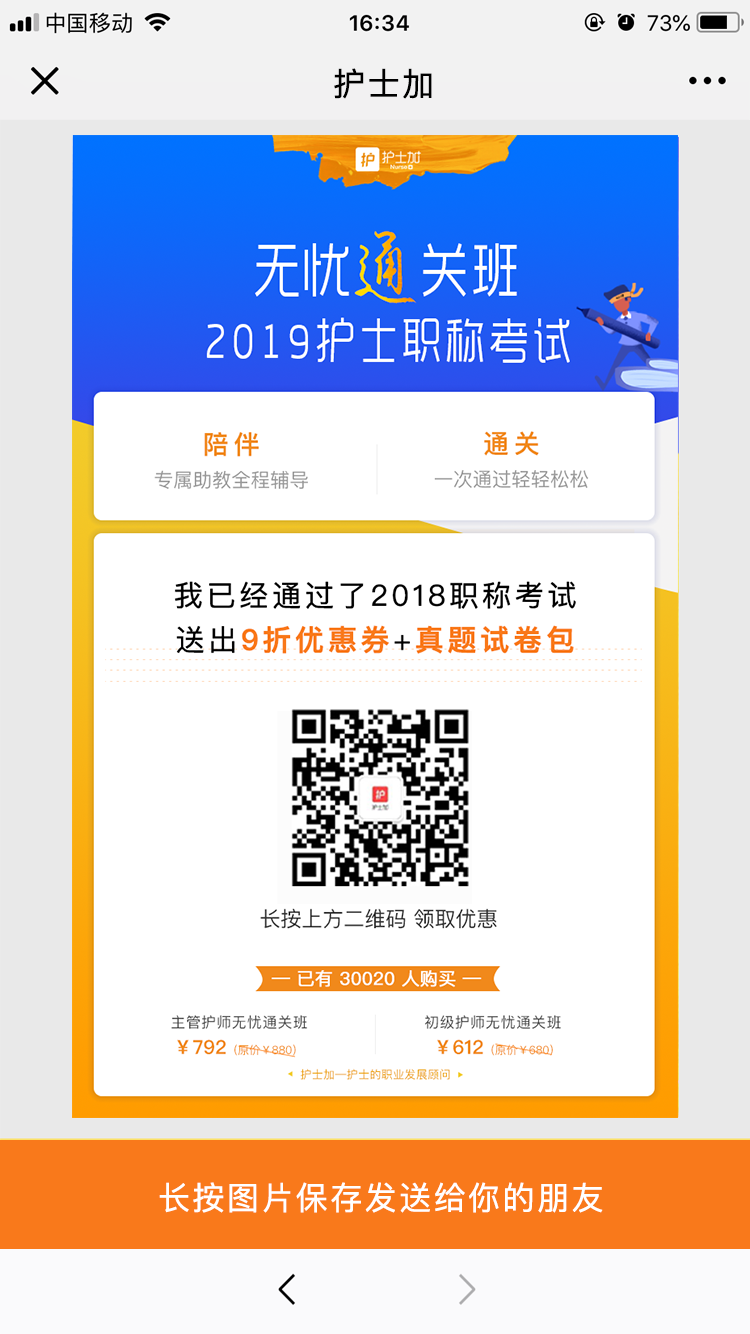 中国移动
16:34
73%
护士加
护 护士加
Nurse
无忧通关班
2019护士职称考试
陪伴
专属助教全程辅导
通关
一次通过轻轻松松
我已经通过了2018职称考试
送出9折优惠券+真题试卷包
护
护士加
长按上方二维码 领取优惠
— 已有 30020 人购买 —
主管护师无忧通关班
￥792 (原价￥880)
初级护师无忧通关班
￥612 (原价￥680)
护士加—护士的职业发展顾问
长按图片保存发送给你的朋友